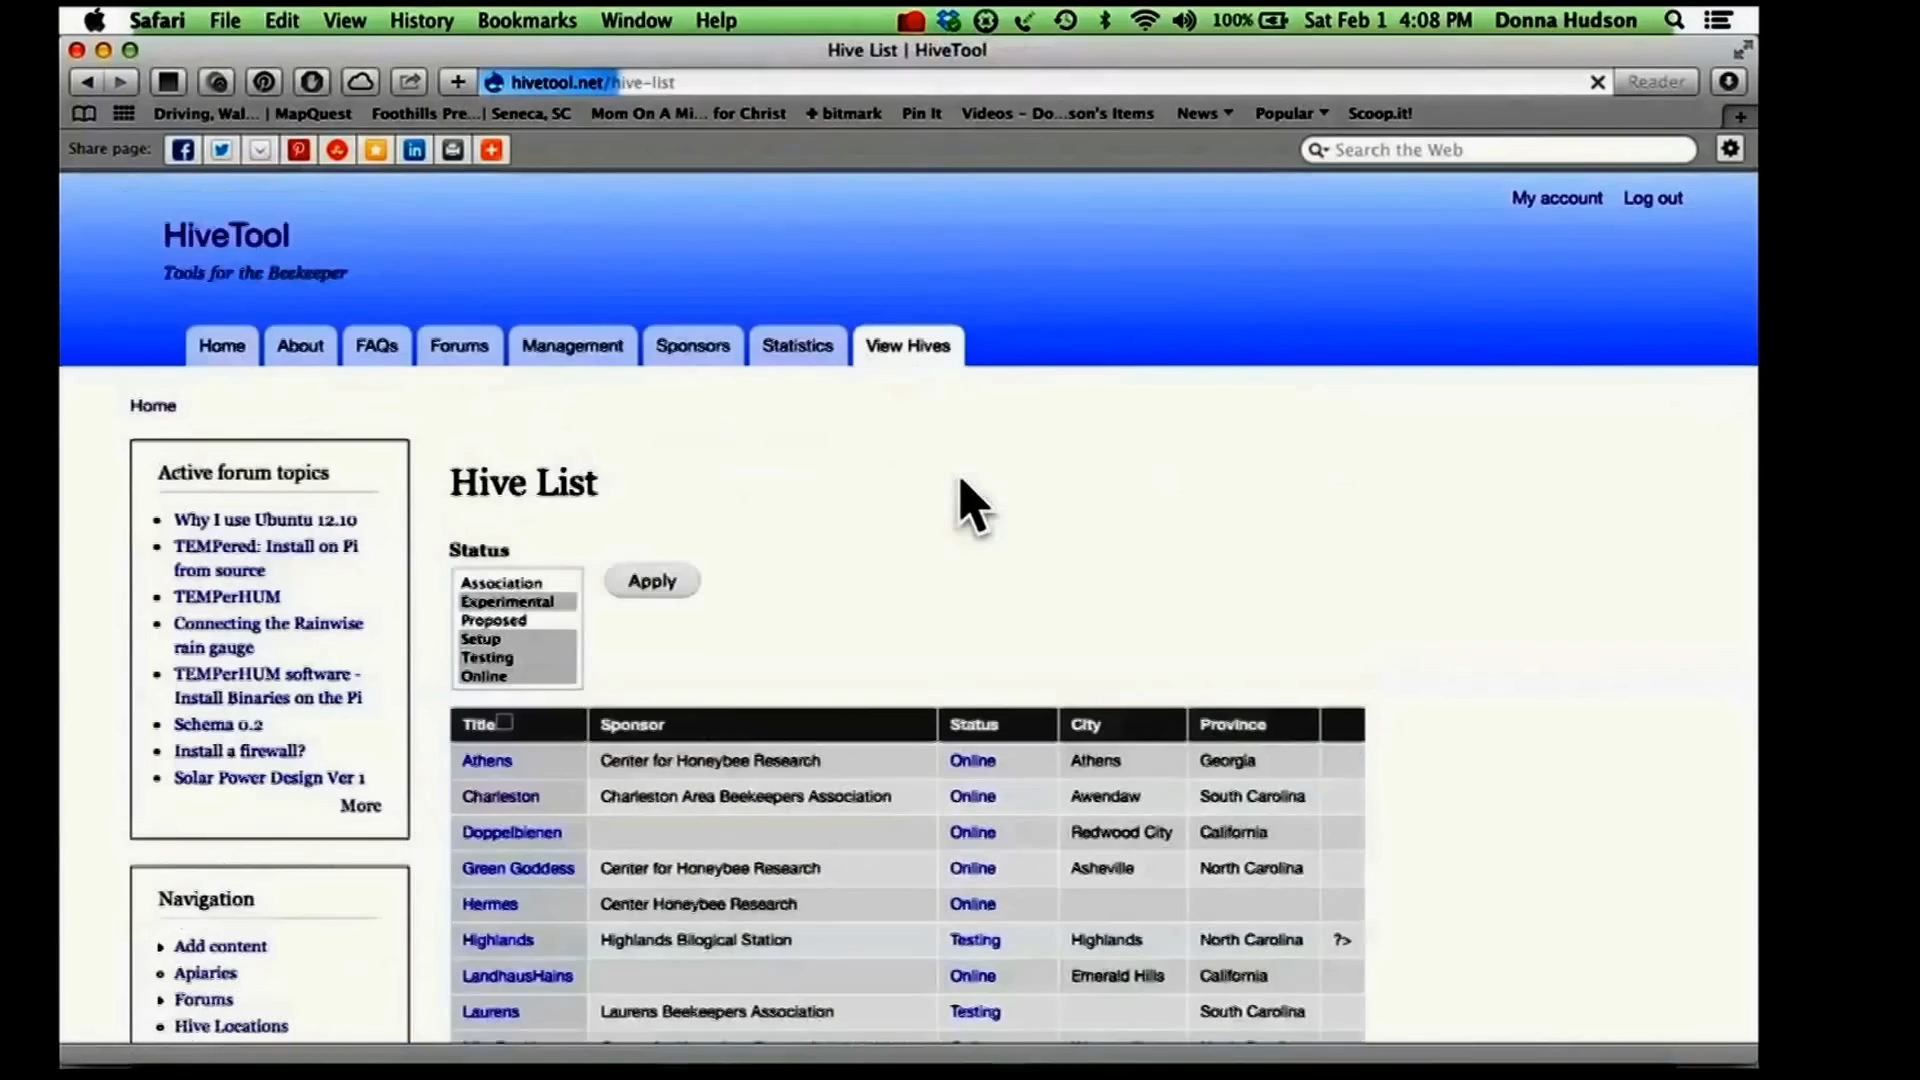 Safari File Edit View History Bookmarks Window Help 100% Sat Feb 1 4:08 PM Donna Hudson
Hive List | HiveTool
hivetool.net/hive-list Reader
Driving, Wal... | MapQuest Foothills Pre...| Seneca, SC Mom On A Mi... for Christ + bitmark Pin It Videos - Do...son's Items News Popular Scoop.it!
Share page: Search the Web
My account Log out
HiveTool
Tools for the Beekeeper
Home About FAQs Forums Management Sponsors Statistics View Hives
Home
Active forum topics
Why I use Ubuntu 12.10
TEMPered: Install on Pi
from source
TEMPerHUM
Connecting the Rainwise
rain gauge
TEMPerHUM software -
Install Binaries on the Pi
Schema 0.2
Install a firewall?
Solar Power Design Ver 1
More
Navigation
Add content
Apiaries
Forums
Hive Locations
Hive List
Status
Association
Experimental
Proposed
Setup
Testing
Online
Apply
Title Sponsor Status City Province
Athens Center for Honeybee Research Online Athens Georgia
Charleston Charleston Area Beekeepers Association Online Awendaw South Carolina
Doppelbienen Online Redwood City California
Green Goddess Center for Honeybee Research Online Asheville North Carolina
Hermes Center Honeybee Research Online
Highlands Highlands Bilogical Station Testing Highlands North Carolina ?>
LandhausHains Online Emerald Hills California
Laurens Laurens Beekeepers Association Testing South Carolina